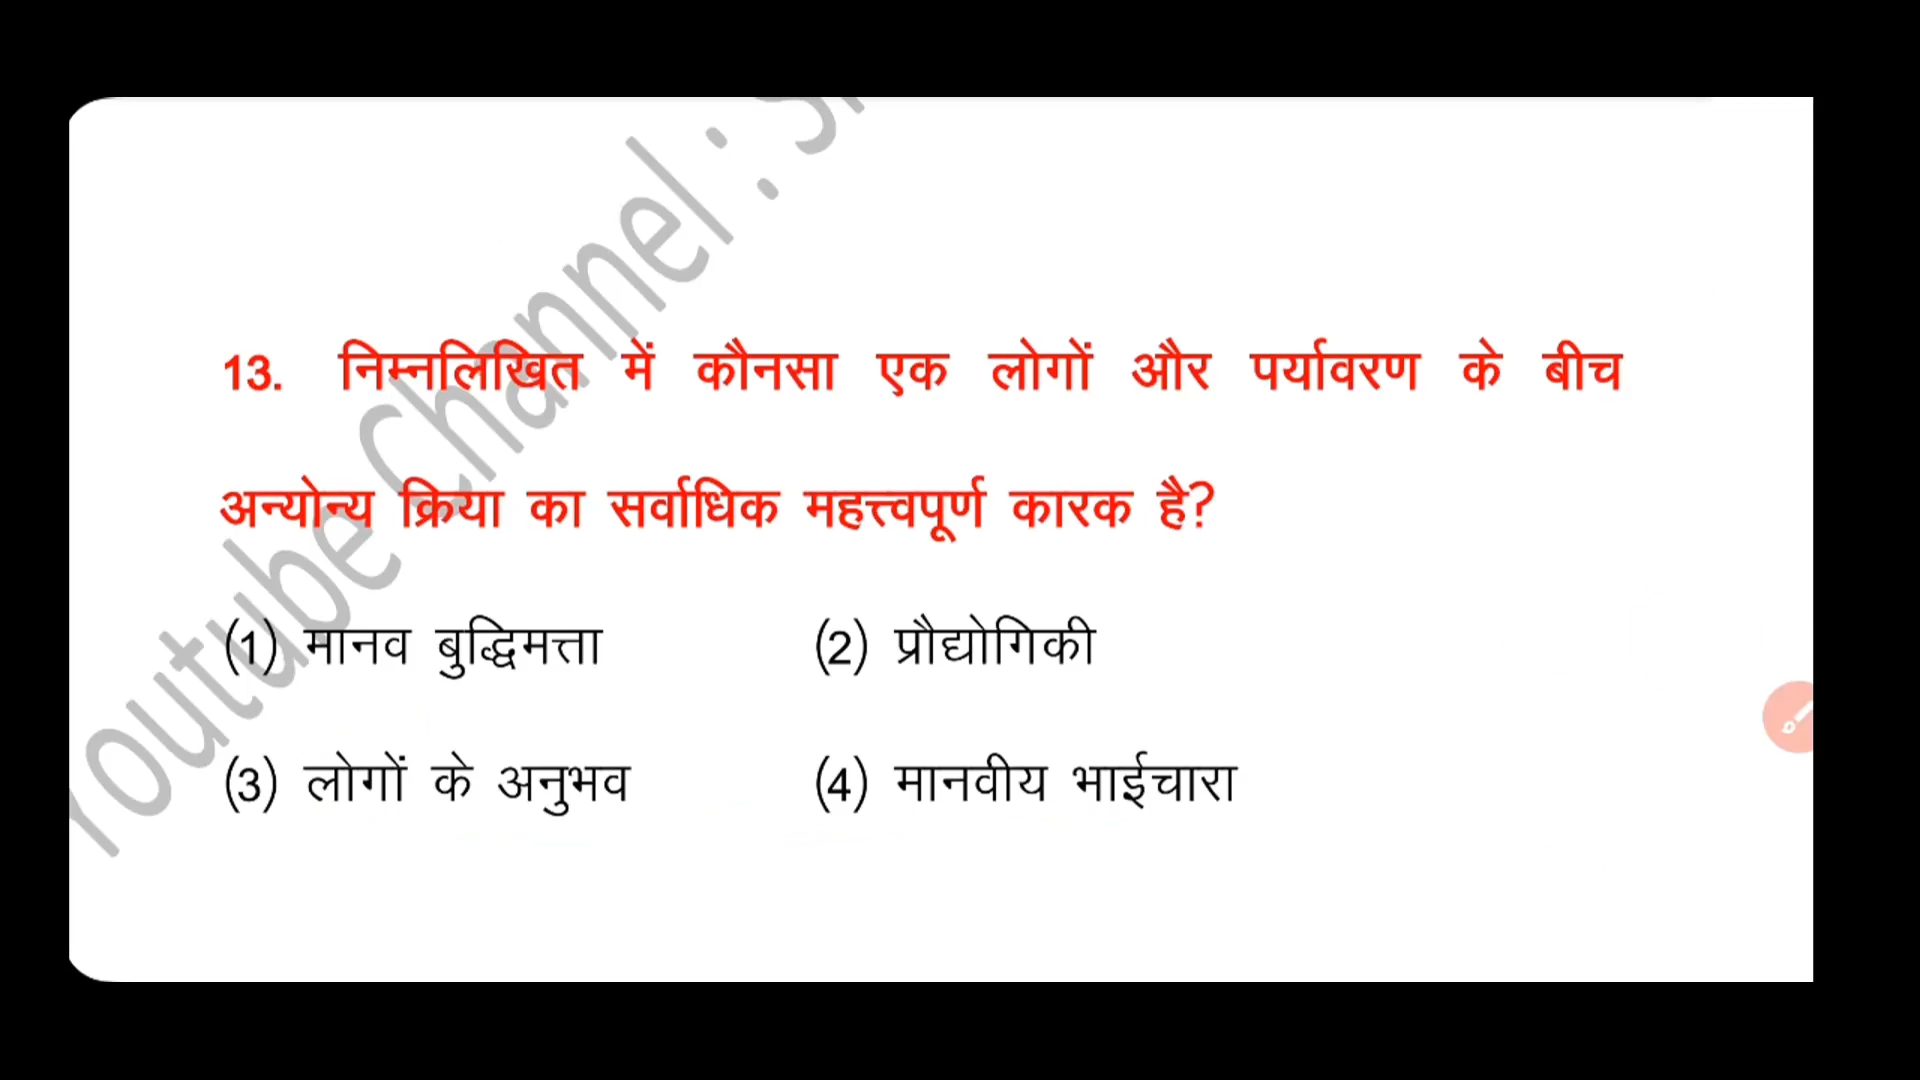 Youtube Channel :
13. निम्नलिखित में कौनसा एक लोगों और पर्यावरण के बीच
अन्योन्य क्रिया का सर्वाधिक महत्त्वपूर्ण कारक है?
(1) मानव बुद्धिमत्ता (2) प्रौद्योगिकी
(3) लोगों के अनुभव (4) मानवीय भाईचारा